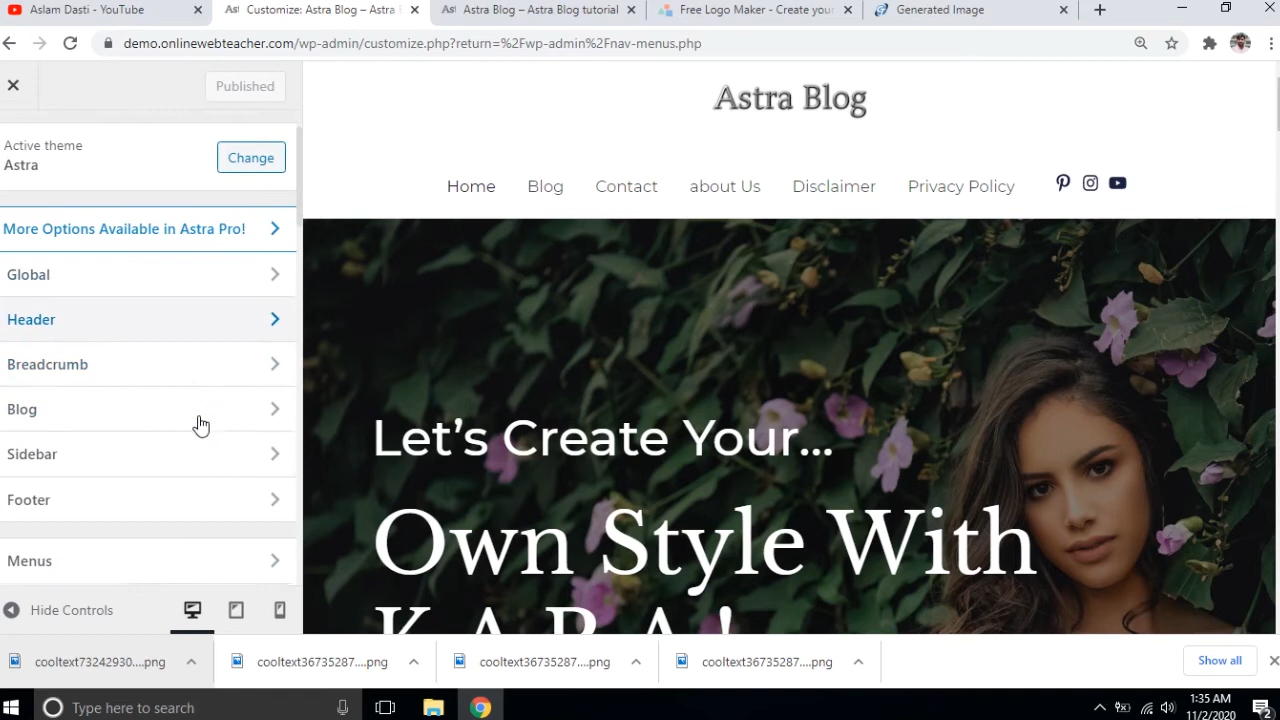 Aslam Dasti - YouTube
Customize: Astra Blog – Astra
Astra Blog – Astra Blog tutorial
Free Logo Maker - Create your
Generated Image
demo.onlinewebteacher.com/wp-admin/customize.php?return=%2Fwp-admin%2Fnav-menus.php
Published
Active theme
Astra
Change
More Options Available in Astra Pro!
Global
Header
Breadcrumb
Blog
Sidebar
Footer
Menus
Hide Controls
Astra Blog
Home Blog Contact about Us Disclaimer Privacy Policy
Let's Create Your...
Own Style With
KARA!
cooltext73242930....png
cooltext36735287....png
cooltext36735287....png
cooltext36735287....png
Show all
Type here to search
1:35 AM
11/2/2020
2